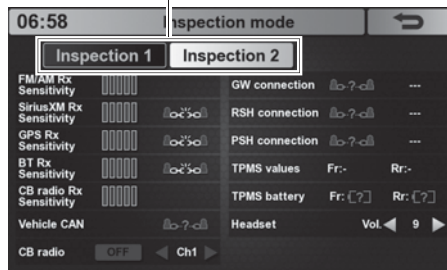 06:58 Inspection mode
Inspection 1 Inspection 2
FM/AM Rx Sensitivity
GW connection ---
SiriusXM Rx Sensitivity
RSH connection ---
GPS Rx Sensitivity
PSH connection ---
BT Rx Sensitivity
TPMS values Fr:- Rr:-
CB radio Rx Sensitivity
TPMS battery Fr: [?] Rr: [?]
Vehicle CAN -?-
Headset Vol. 9
CB radio OFF Ch1